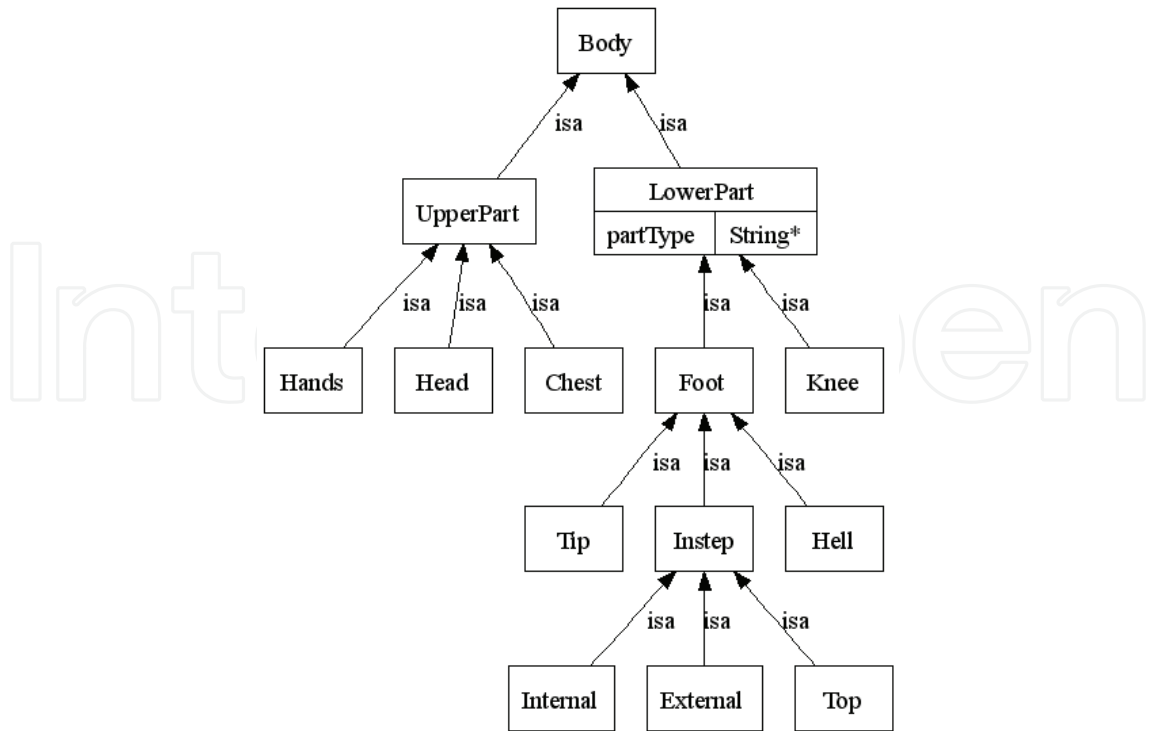 Body
isa isa
UpperPart
LowerPart
partType String*
isa isa isa isa isa
Hands Head Chest Foot Knee
isa isa isa
Tip Instep Hell
isa isa isa
Internal External Top